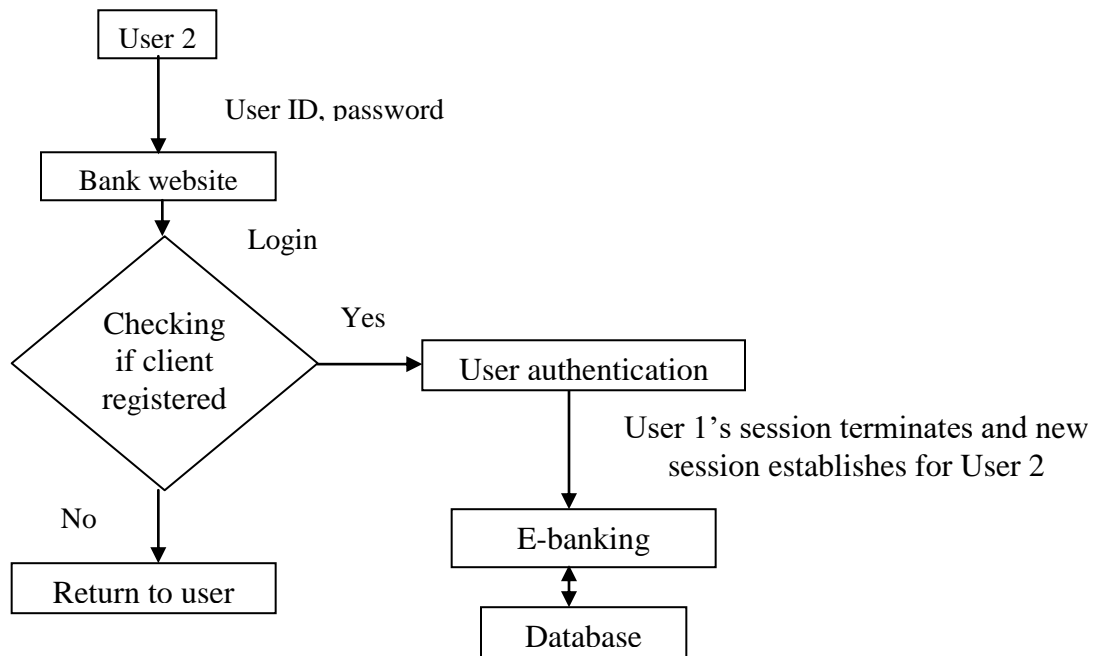 User 2
User ID, password
Bank website
Login
Checking
if client
registered
Yes
User authentication
User 1’s session terminates and new
session establishes for User 2
No
E-banking
Return to user
Database